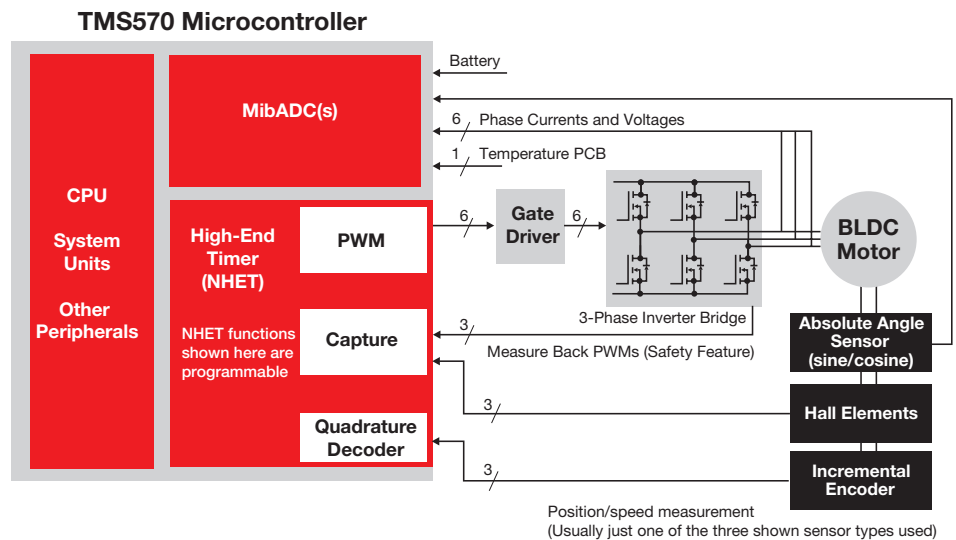 TMS570 Microcontroller
CPU
System
Units
Other
Peripherals
MibADC(s)
Battery
6 Phase Currents and Voltages
1 Temperature PCB
High-End
Timer
(NHET)
NHET functions
shown here are
programmable
PWM
6
Gate
Driver
6
BLDC
Motor
3-Phase Inverter Bridge
Capture
3
Measure Back PWMs (Safety Feature)
Absolute Angle
Sensor
(sine/cosine)
3
Hall Elements
Quadrature
Decoder
3
Incremental
Encoder
Position/speed measurement
(Usually just one of the three shown sensor types used)